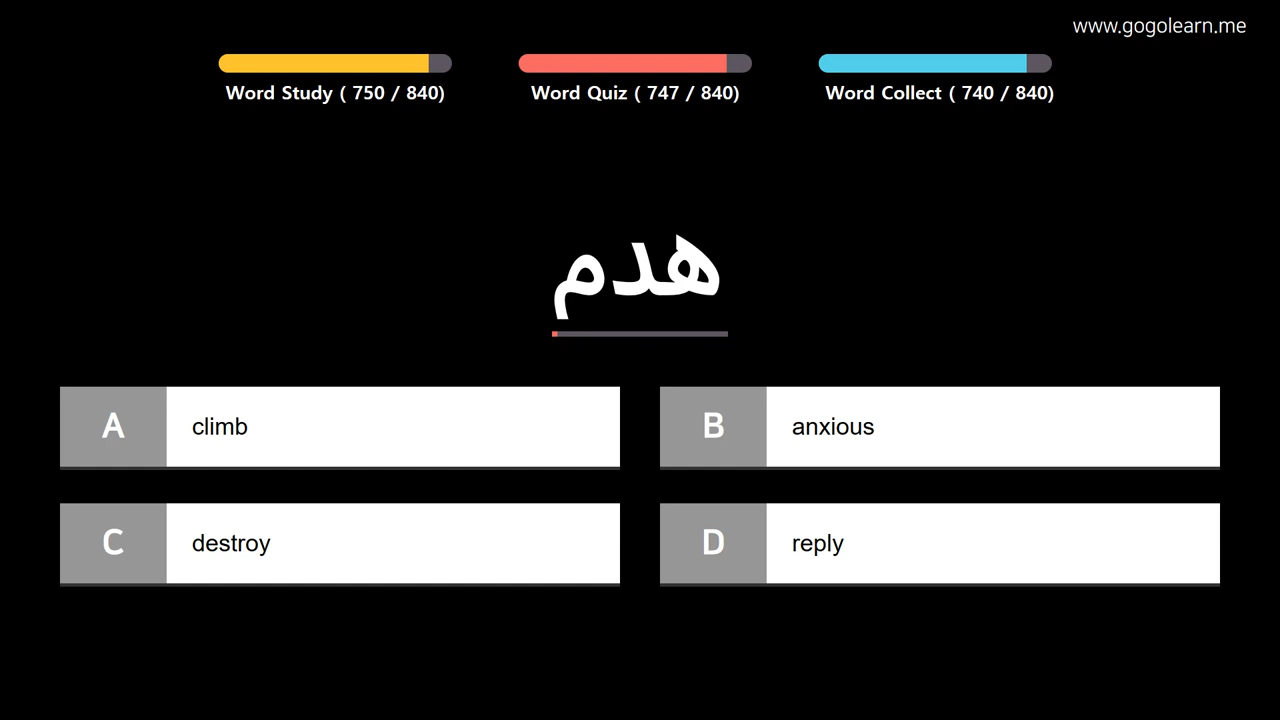 www.gogolearn.me
Word Study ( 750 / 840)
Word Quiz ( 747 / 840)
Word Collect ( 740 / 840)
هدم
A climb
B anxious
C destroy
D reply